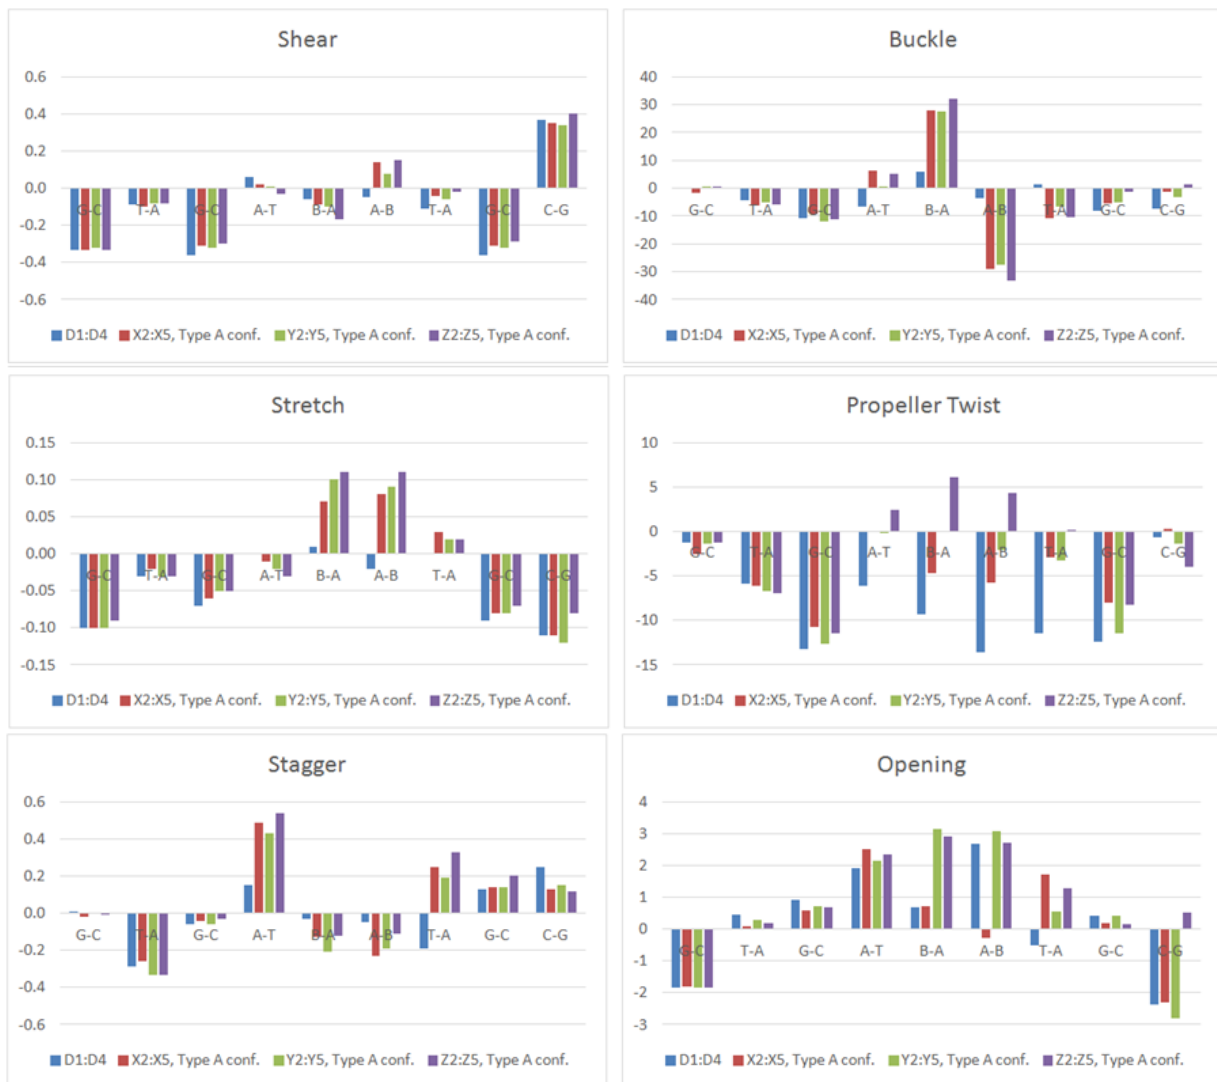 Shear
0.6
0.4
0.2
0.0
-0.2
-0.4
-0.6
G-C T-A G-C A-T B-A A-B T-A G-C C-G
D1:D4 X2:X5, Type A conf. Y2:Y5, Type A conf. Z2:Z5, Type A conf.
Buckle
40
30
20
10
0
-10
-20
-30
-40
G-C T-A G-C A-T B-A A-B T-A G-C C-G
D1:D4 X2:X5, Type A conf. Y2:Y5, Type A conf. Z2:Z5, Type A conf.
Stretch
0.15
0.10
0.05
0.00
-0.05
-0.10
-0.15
G-C T-A G-C A-T B-A A-B T-A G-C C-G
D1:D4 X2:X5, Type A conf. Y2:Y5, Type A conf. Z2:Z5, Type A conf.
Propeller Twist
10
5
0
-5
-10
-15
G-C T-A G-C A-T B-A A-B T-A G-C C-G
D1:D4 X2:X5, Type A conf. Y2:Y5, Type A conf. Z2:Z5, Type A conf.
Stagger
0.6
0.4
0.2
0.0
-0.2
-0.4
-0.6
G-C T-A G-C A-T B-A A-B T-A G-C C-G
D1:D4 X2:X5, Type A conf. Y2:Y5, Type A conf. Z2:Z5, Type A conf.
Opening
4
3
2
1
0
-1
-2
-3
G-C T-A G-C A-T B-A A-B T-A G-C C-G
D1:D4 X2:X5, Type A conf. Y2:Y5, Type A conf. Z2:Z5, Type A conf.